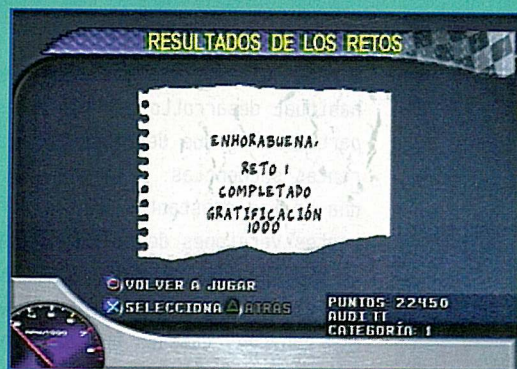 RESULTADOS DE LOS RETOS
ENHORABUENA,
RETO 1
COMPLETADO
GRATIFICACIÓN
1000
VOLVER A JUGAR
SELECCIONA ATRÁS
PUNTOS 22450
AUDI TT
CATEGORÍA: 1